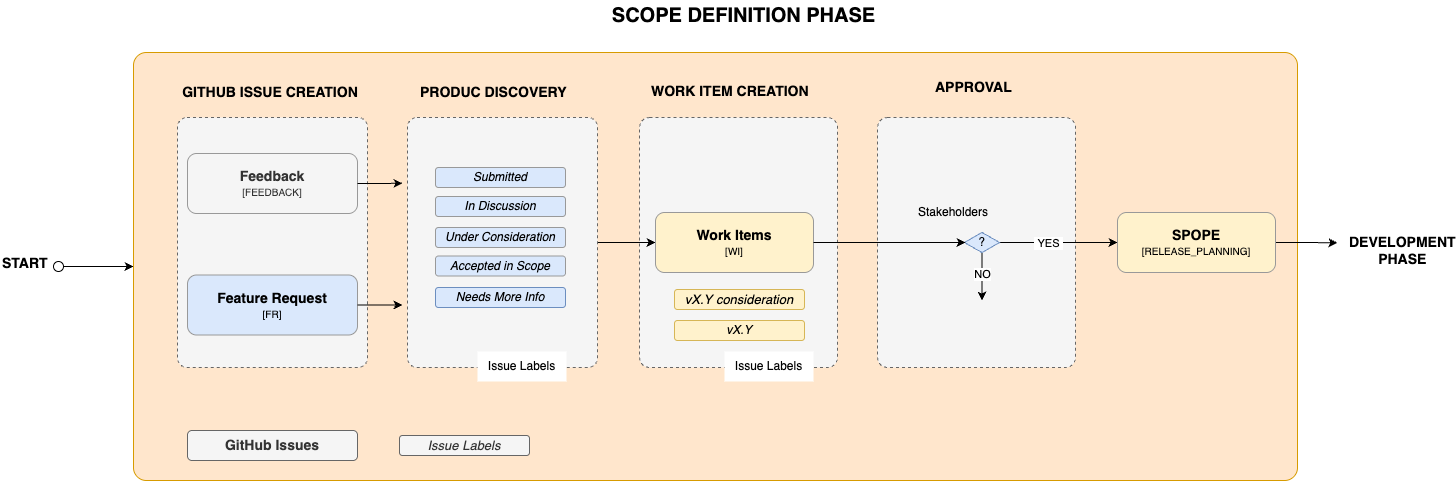 SCOPE DEFINITION PHASE
GITHUB ISSUE CREATION
PRODUC DISCOVERY
WORK ITEM CREATION
APPROVAL
START
Feedback
[FEEDBACK]
Feature Request
[FR]
Submitted
In Discussion
Under Consideration
Accepted in Scope
Needs More Info
Issue Labels
Work Items
[WI]
vX.Y consideration
vX.Y
Issue Labels
Stakeholders
?
YES
NO
SPOPE
[RELEASE_PLANNING]
DEVELOPMENT
PHASE
GitHub Issues
Issue Labels